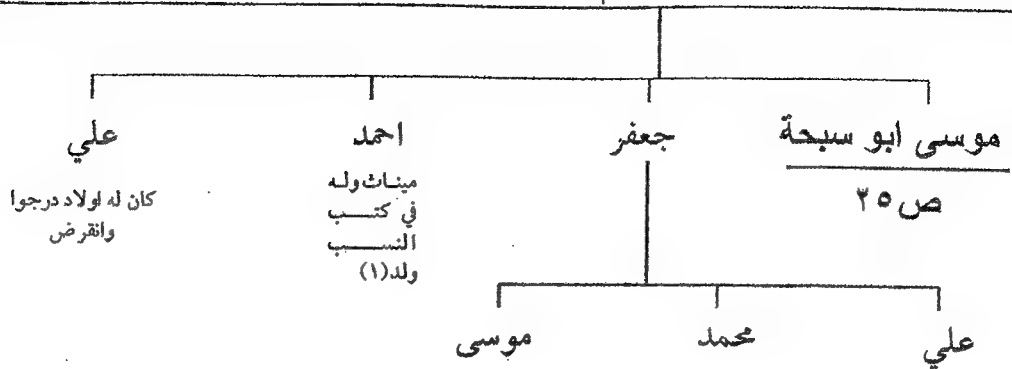 موسى ابو سبحة
ص ٣٥
جعفر
احمد
ميناث وله
في كتب
النسب
ولد (١)
علي
كان له اولاد درجوا
وانقرض
علي
محمد
موسى